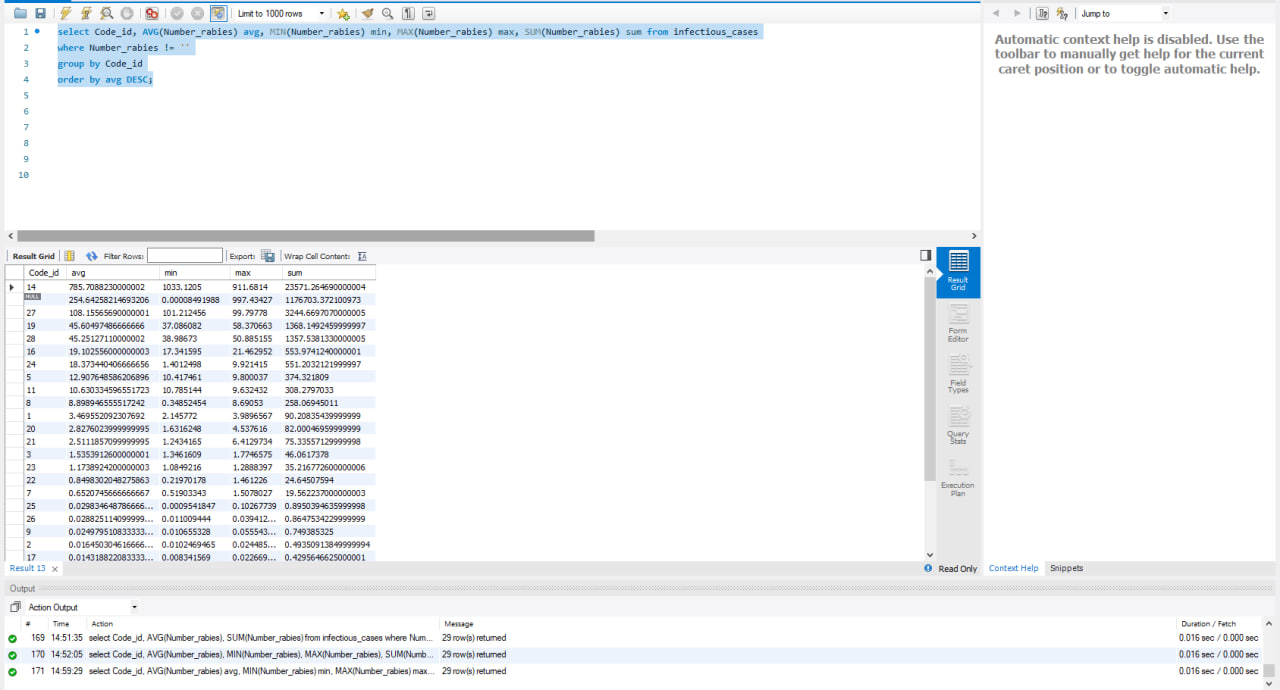 Limit to 1000 rows
Jump to
1 select Code_id, AVG(Number_rabies) avg, MIN(Number_rabies) min, MAX(Number_rabies) max, SUM(Number_rabies) sum from infectious_cases
2 where Number_rabies != ''
3 group by Code_id
4 order by avg DESC;
5
6
7
8
9
10
Automatic context help is disabled. Use the
toolbar to manually get help for the current
caret position or to toggle automatic help.
Result Grid Filter Rows: Export: Wrap Cell Content:
Code_id avg min max sum
14 785.7088230000002 1033.1205 911.6814 23571.264690000004
NULL 254.64258214693206 0.00008491988 997.43427 1176703.372100973
27 108.15565690000001 101.212456 99.79778 3244.6697070000005
19 45.60497486666666 37.086082 58.370663 1368.1492459999997
28 45.25127110000002 38.98673 50.885155 1357.5381330000005
16 19.102556000000003 17.341595 21.462952 553.9741240000001
24 18.373440406666656 1.4012498 9.921415 551.2032121999997
5 12.907648586206896 10.417461 9.800037 374.321809
11 10.630334596551723 10.785144 9.632432 308.2797033
8 8.898946555517242 0.34852454 8.69053 258.06945011
1 3.469552092307692 2.145772 3.9896567 90.20835439999999
20 2.8276023999999995 1.6316248 4.537616 82.00046959999999
21 2.5111857099999995 1.2434165 6.4129734 75.33557129999998
3 1.5353912600000001 1.3461609 1.7746575 46.0617378
23 1.1738924200000003 1.0849216 1.2888397 35.216772600000006
22 0.8498302048275863 0.21970178 1.461226 24.64507594
7 0.6520745666666667 0.51903343 1.5078027 19.562237000000003
25 0.029834648786666... 0.0009541847 0.10267739 0.8950394635999998
26 0.028825114099999... 0.011009444 0.039412... 0.8647534229999999
9 0.024979510833333... 0.010655328 0.055543... 0.749385325
2 0.016450304616666... 0.0102469465 0.024485... 0.49350913849999994
17 0.014318822083333... 0.008341569 0.022669... 0.4295646625000001
Result
Grid
Form
Editor
Field
Types
Query
Stats
Execution
Plan
Result 13
Read Only
Context Help Snippets
Output
Action Output
# Time Action Message Duration / Fetch
169 14:51:35 select Code_id, AVG(Number_rabies), SUM(Number_rabies) from infectious_cases where Num... 29 row(s) returned 0.016 sec / 0.000 sec
170 14:52:05 select Code_id, AVG(Number_rabies), MIN(Number_rabies), MAX(Number_rabies), SUM(Numb... 29 row(s) returned 0.016 sec / 0.000 sec
171 14:59:29 select Code_id, AVG(Number_rabies) avg, MIN(Number_rabies) min, MAX(Number_rabies) max... 29 row(s) returned 0.016 sec / 0.000 sec